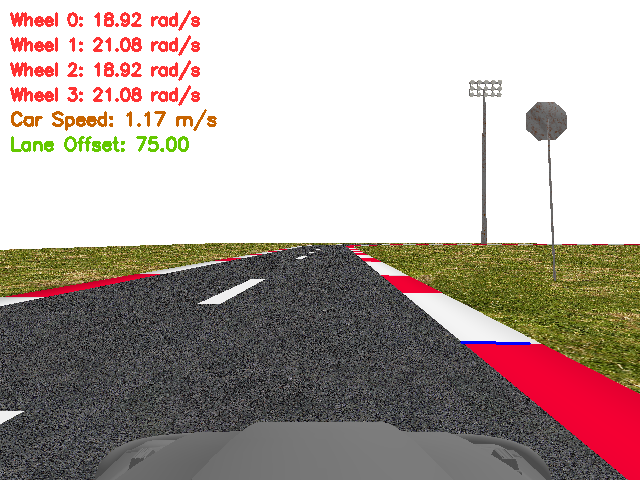 Wheel 0: 18.92 rad/s
Wheel 1: 21.08 rad/s
Wheel 2: 18.92 rad/s
Wheel 3: 21.08 rad/s
Car Speed: 1.17 m/s
Lane Offset: 75.00